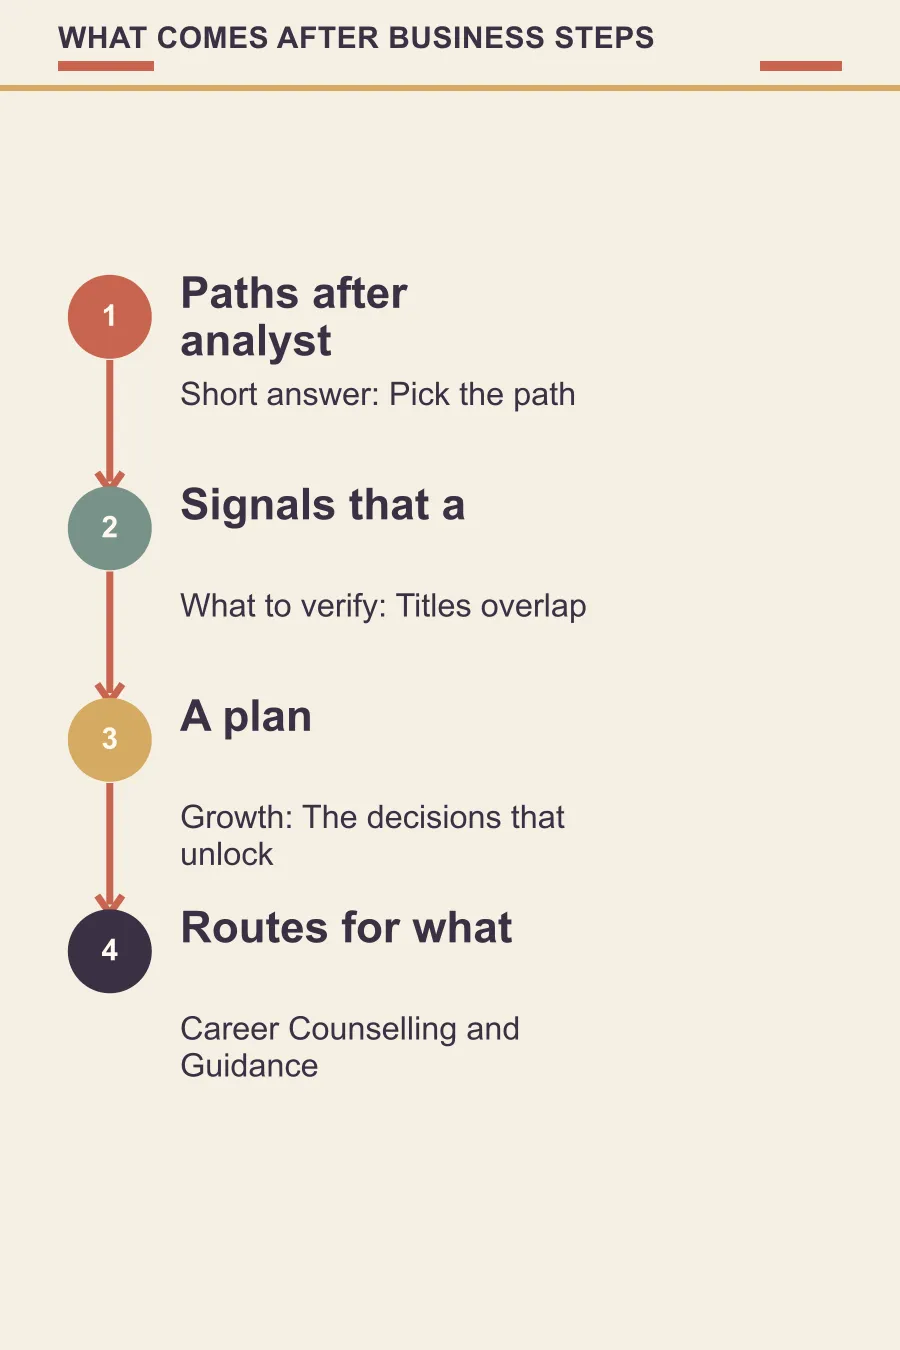 WHAT COMES AFTER BUSINESS STEPS
1
Paths after
analyst
Short answer: Pick the path
2
Signals that a
What to verify: Titles overlap
3
A plan
Growth: The decisions that
unlock
4
Routes for what
Career Counselling and
Guidance